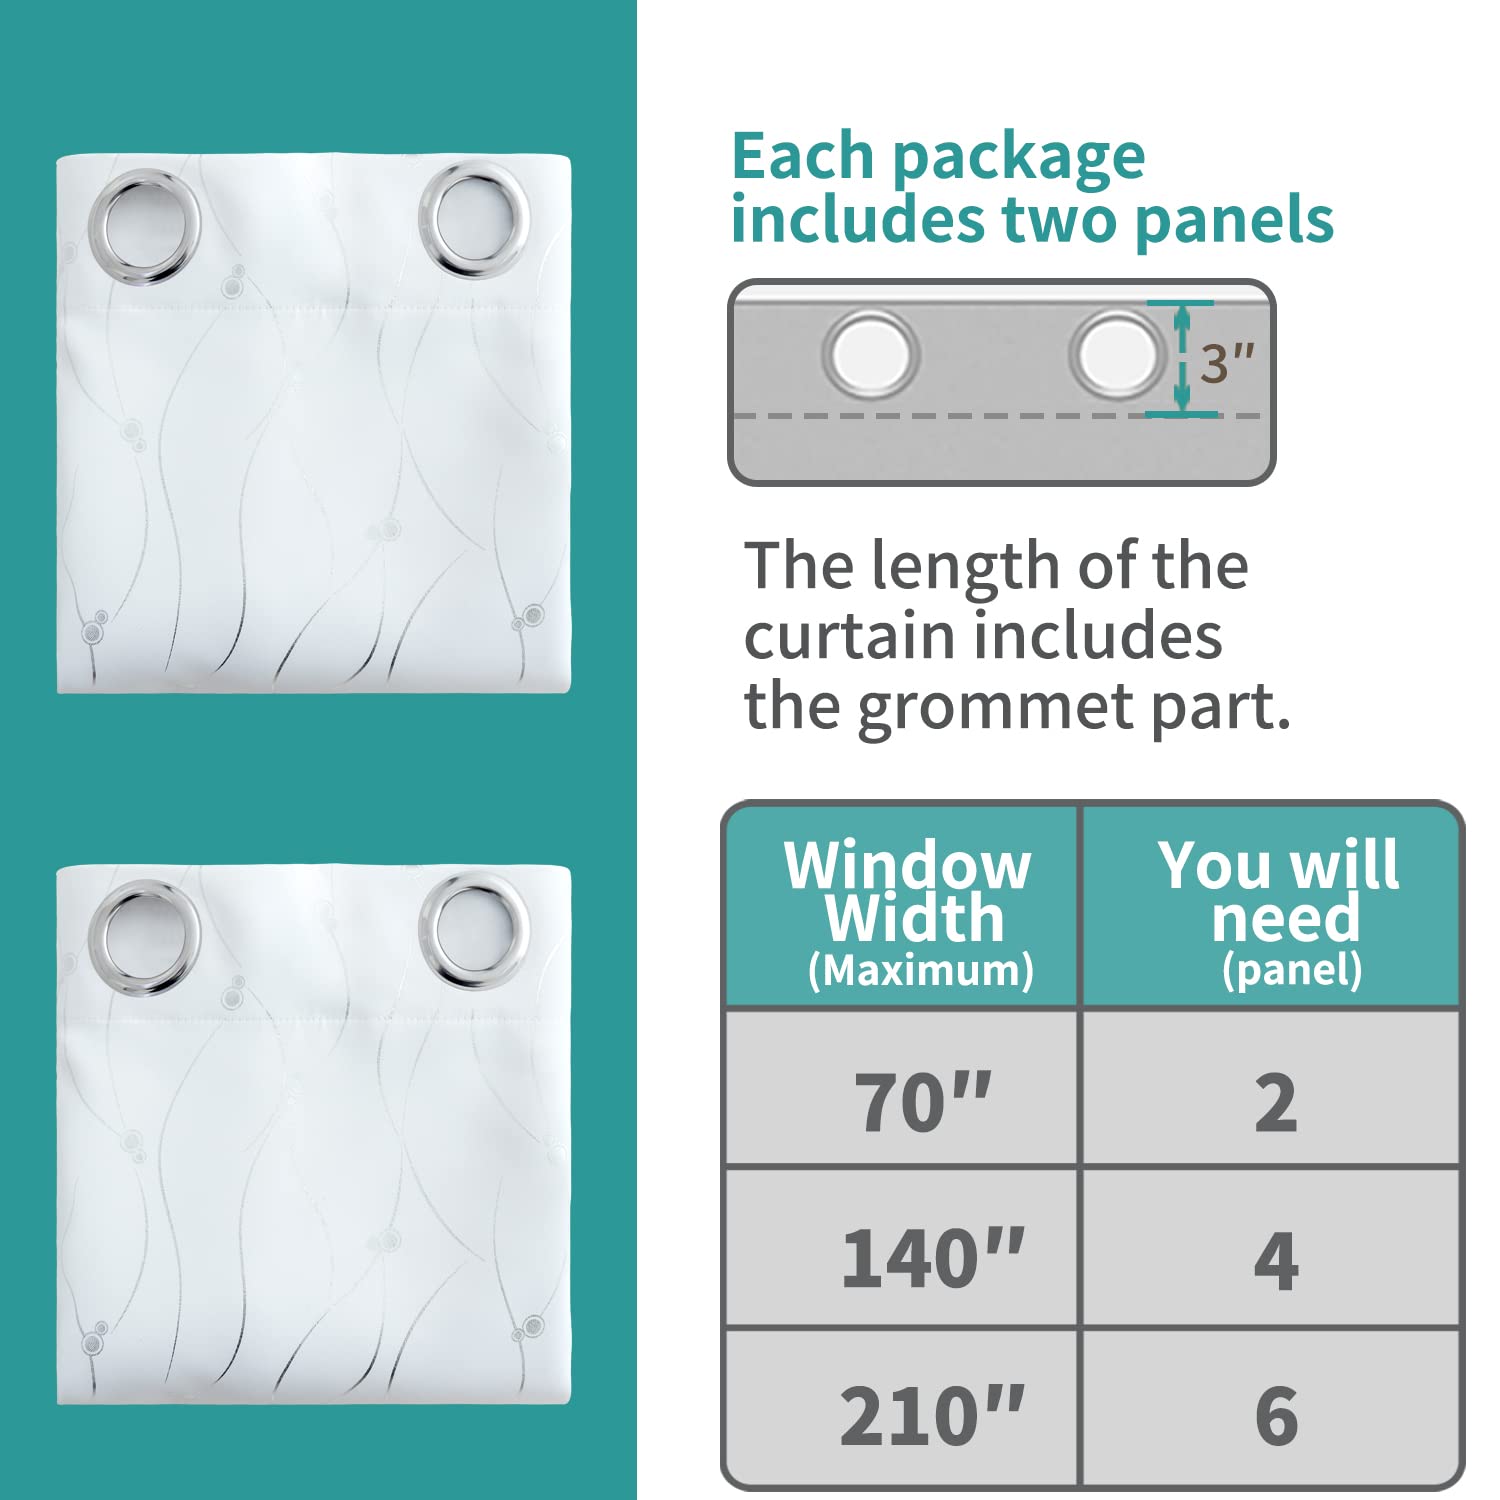 Each package
includes two panels
3"
The length of the
curtain includes
the grommet part.
Window
Width
(Maximum)
You will
need
(panel)
70"
2
140"
4
210"
6